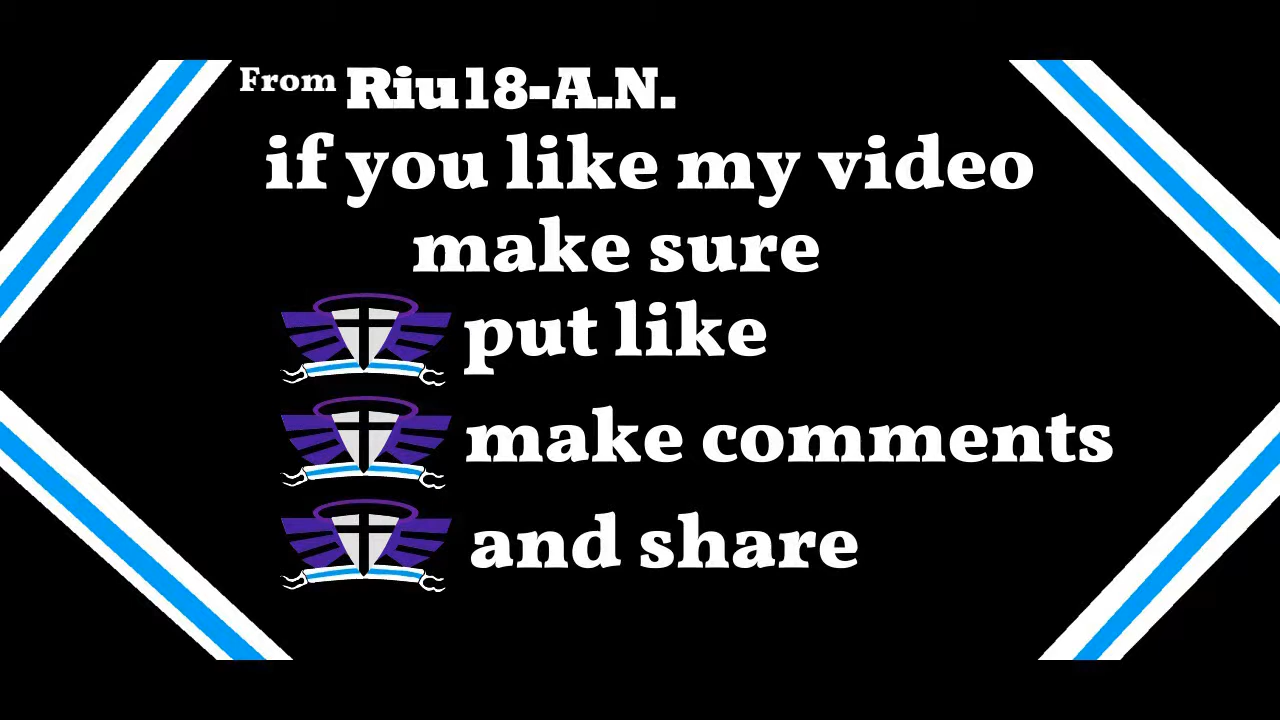 From Riu18-A.N.
if you like my video
make sure
put like
make comments
and share